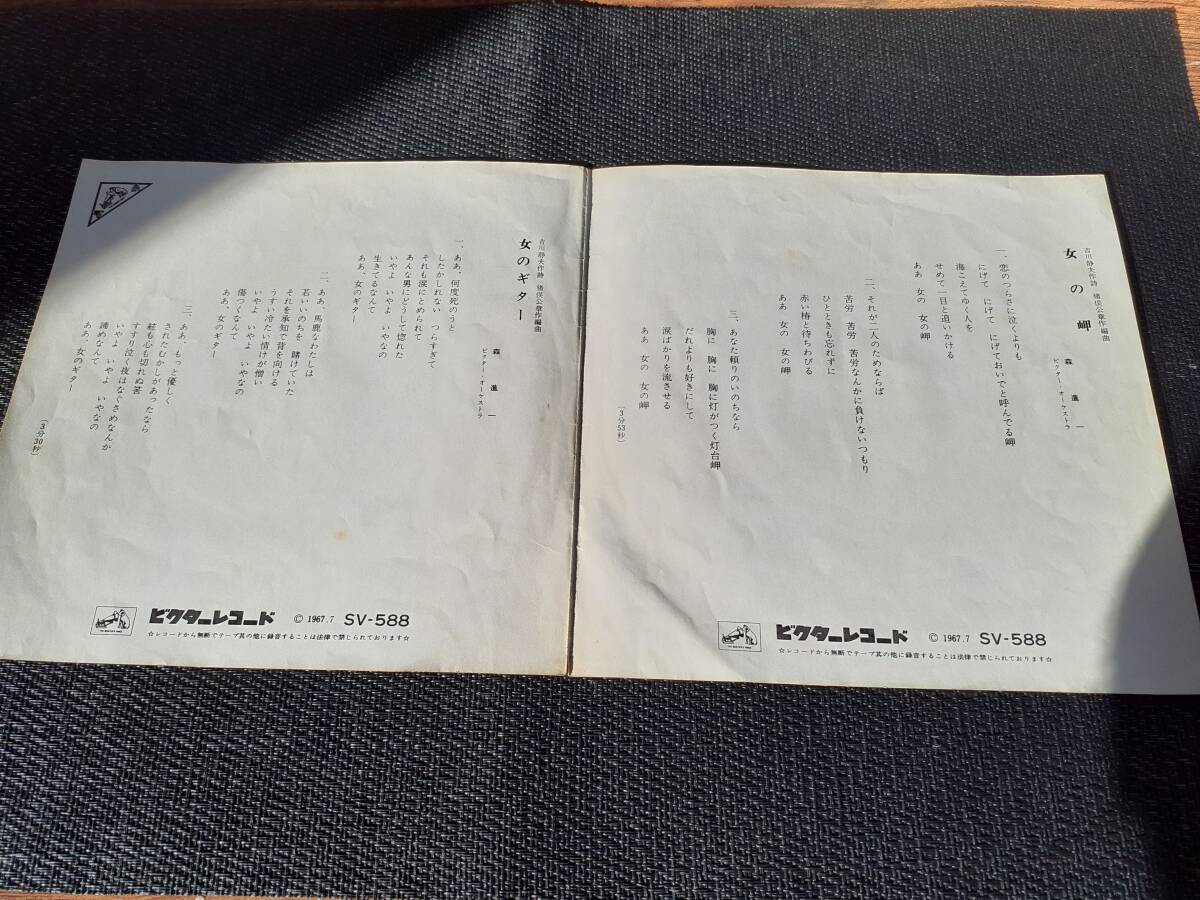 女の岬
吉川静夫作詩 猪俣公章作編曲
森進一
ビクター・オーケストラ
一、恋のつらさに泣くよりも
にげて にげて にげておいでと呼んでる岬
海こえてゆく人を
せめて一目と追いかける
ああ 女の 女の岬
二、それが二人のためならば
苦労 苦労 苦労なんかに負けないつもり
ひとときも忘れずに
赤い椿と待ちわびる
ああ 女の 女の岬
三、あなた頼りのいのちなら
胸に 胸に 胸に灯がつく灯台岬
だれよりも好きにして
涙ばかりを流させる
ああ 女の 女の岬
(3分53秒)
ビクターレコード © 1967.7 SV-588
☆レコードから無断でテープ其の他に録音することは法律で禁じられております☆
女のギター
吉川静夫作詩 猪俣公章作編曲
森進一
ビクター・オーケストラ
一、ああ、何度死のうと
したかしれない つらすぎて
それも涙にとめられて
あんな男にどうして惚れた
いやよ いやよ いやなの
生きてるなんて
ああ、女のギター
二、ああ、馬鹿なわたしは
若いいのちを 賭けていた
それを承知で背を向ける
うすい冷たい情けが憎い
いやよ いやよ いやなの
傷つくなんて
ああ、女のギター
三、ああ、もっと優しく
されたむかしがあったなら
絃も心も切れぬ筈
すすり泣く夜はなぐさめなんか
いやよ いやよ いやなの
諦めなんて
ああ、女のギター
(3分30秒)
ビクターレコード © 1967.7 SV-588
☆レコードから無断でテープ其の他に録音することは法律で禁じられております☆